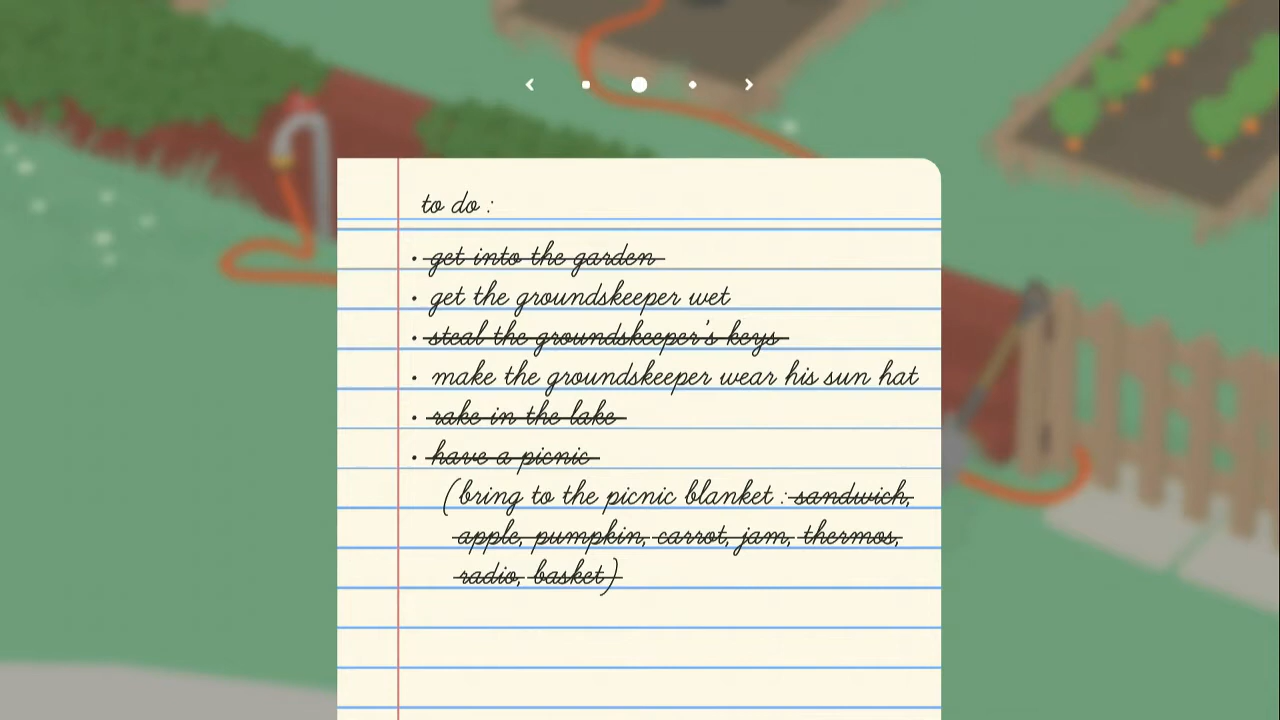 to do :
• get into the garden
• get the groundskeeper wet
• steal the groundskeeper's keys
• make the groundskeeper wear his sun hat
• rake in the lake
• have a picnic
(bring to the picnic blanket : sandwich,
apple, pumpkin, carrot, jam, thermos,
radio, basket)